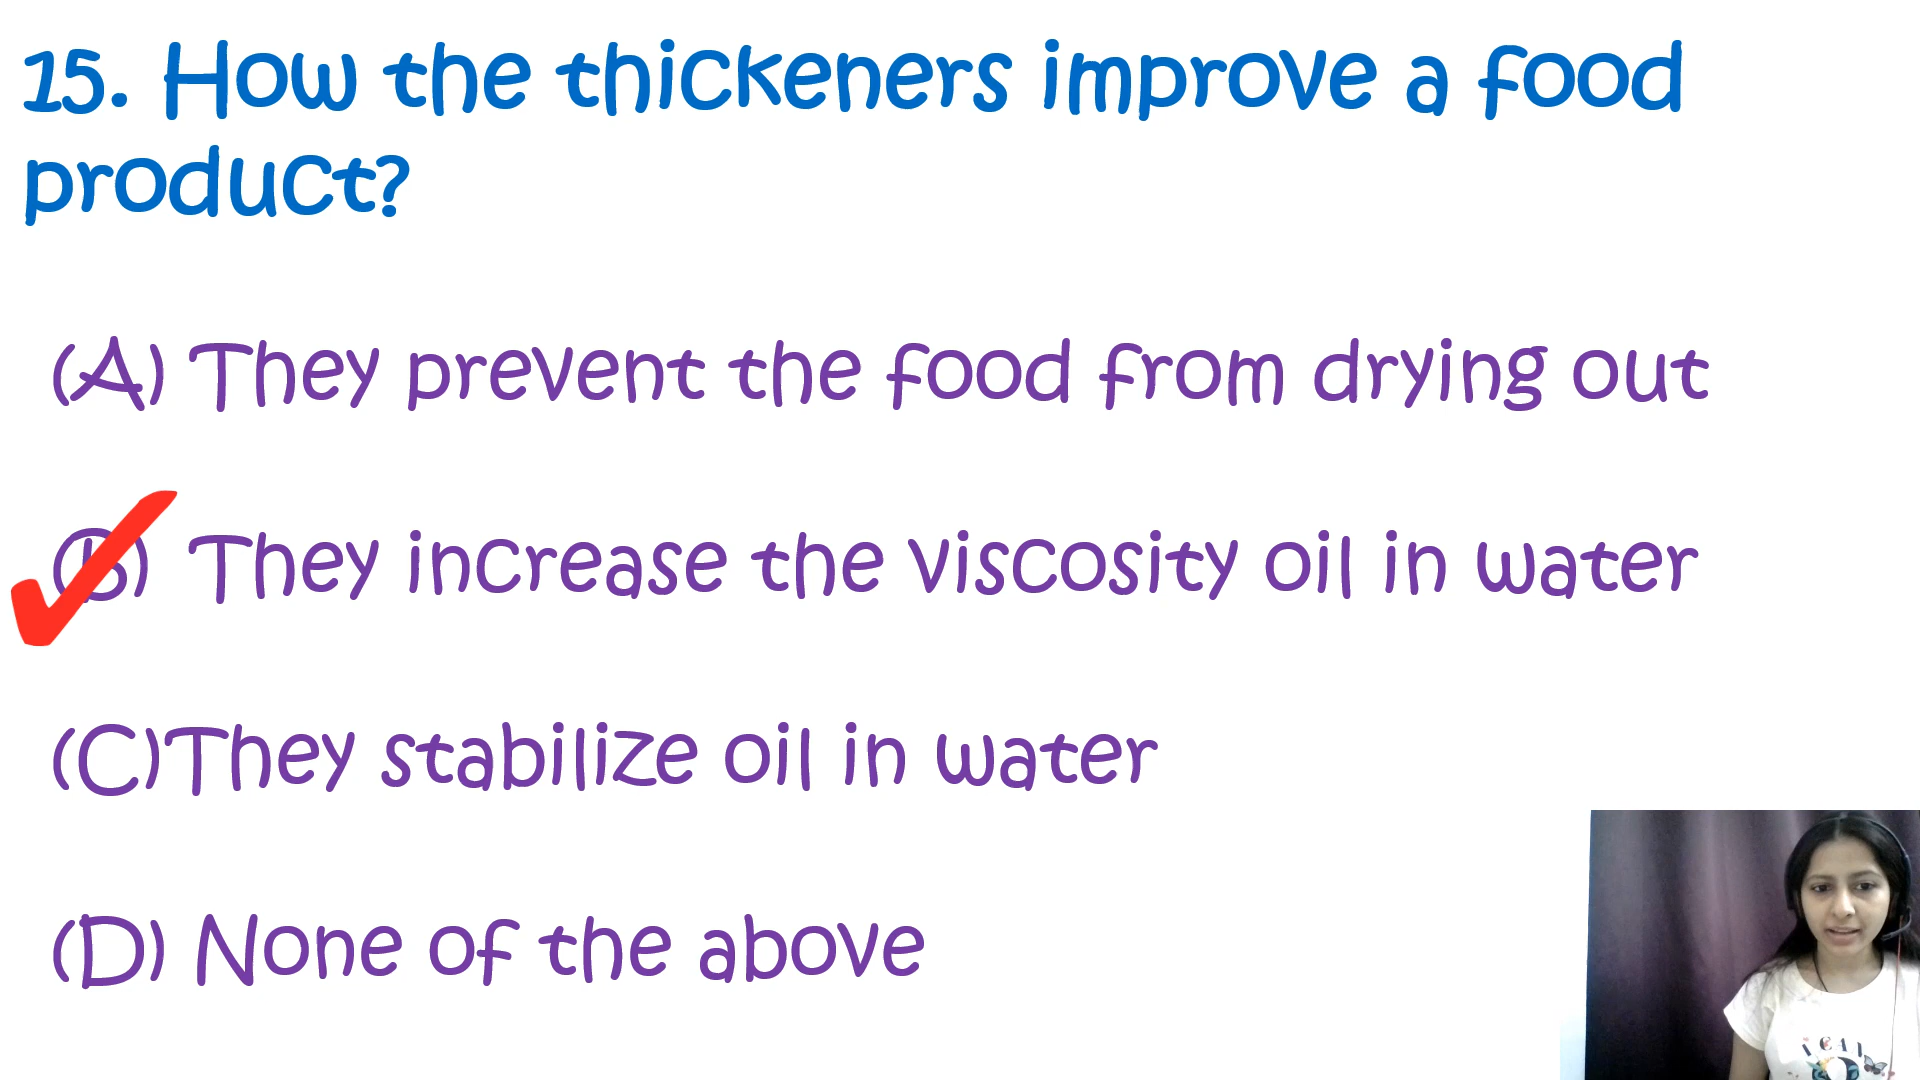 15. How the thickeners improve a food
product?
(A) They prevent the food from drying out
(B) They increase the viscosity oil in water
(C)They stabilize oil in water
(D) None of the above